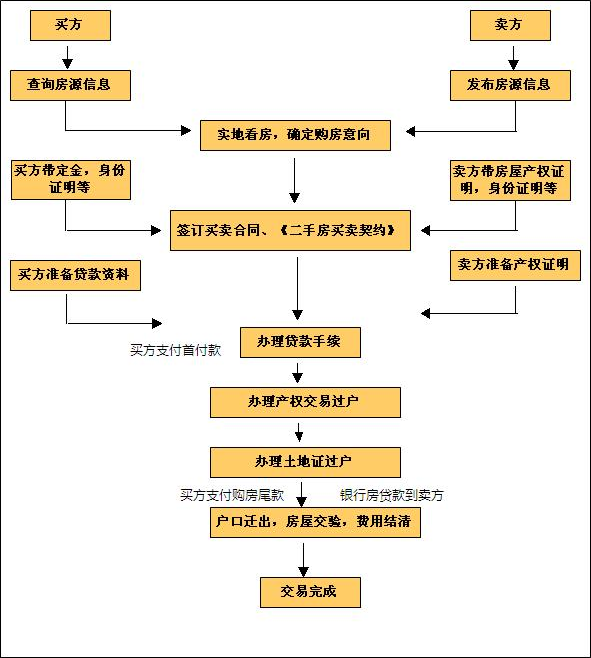 买方
卖方
查询房源信息
发布房源信息
实地看房，确定购房意向
买方带定金，身份
证明等
卖方带房屋产权证
明，身份证明等
签订买卖合同、《二手房买卖契约》
买方准备贷款资料
卖方准备产权证明
办理贷款手续
买方支付首付款
办理产权交易过户
办理土地证过户
买方支付购房尾款
银行房贷款到卖方
户口迁出，房屋交验，费用结清
交易完成